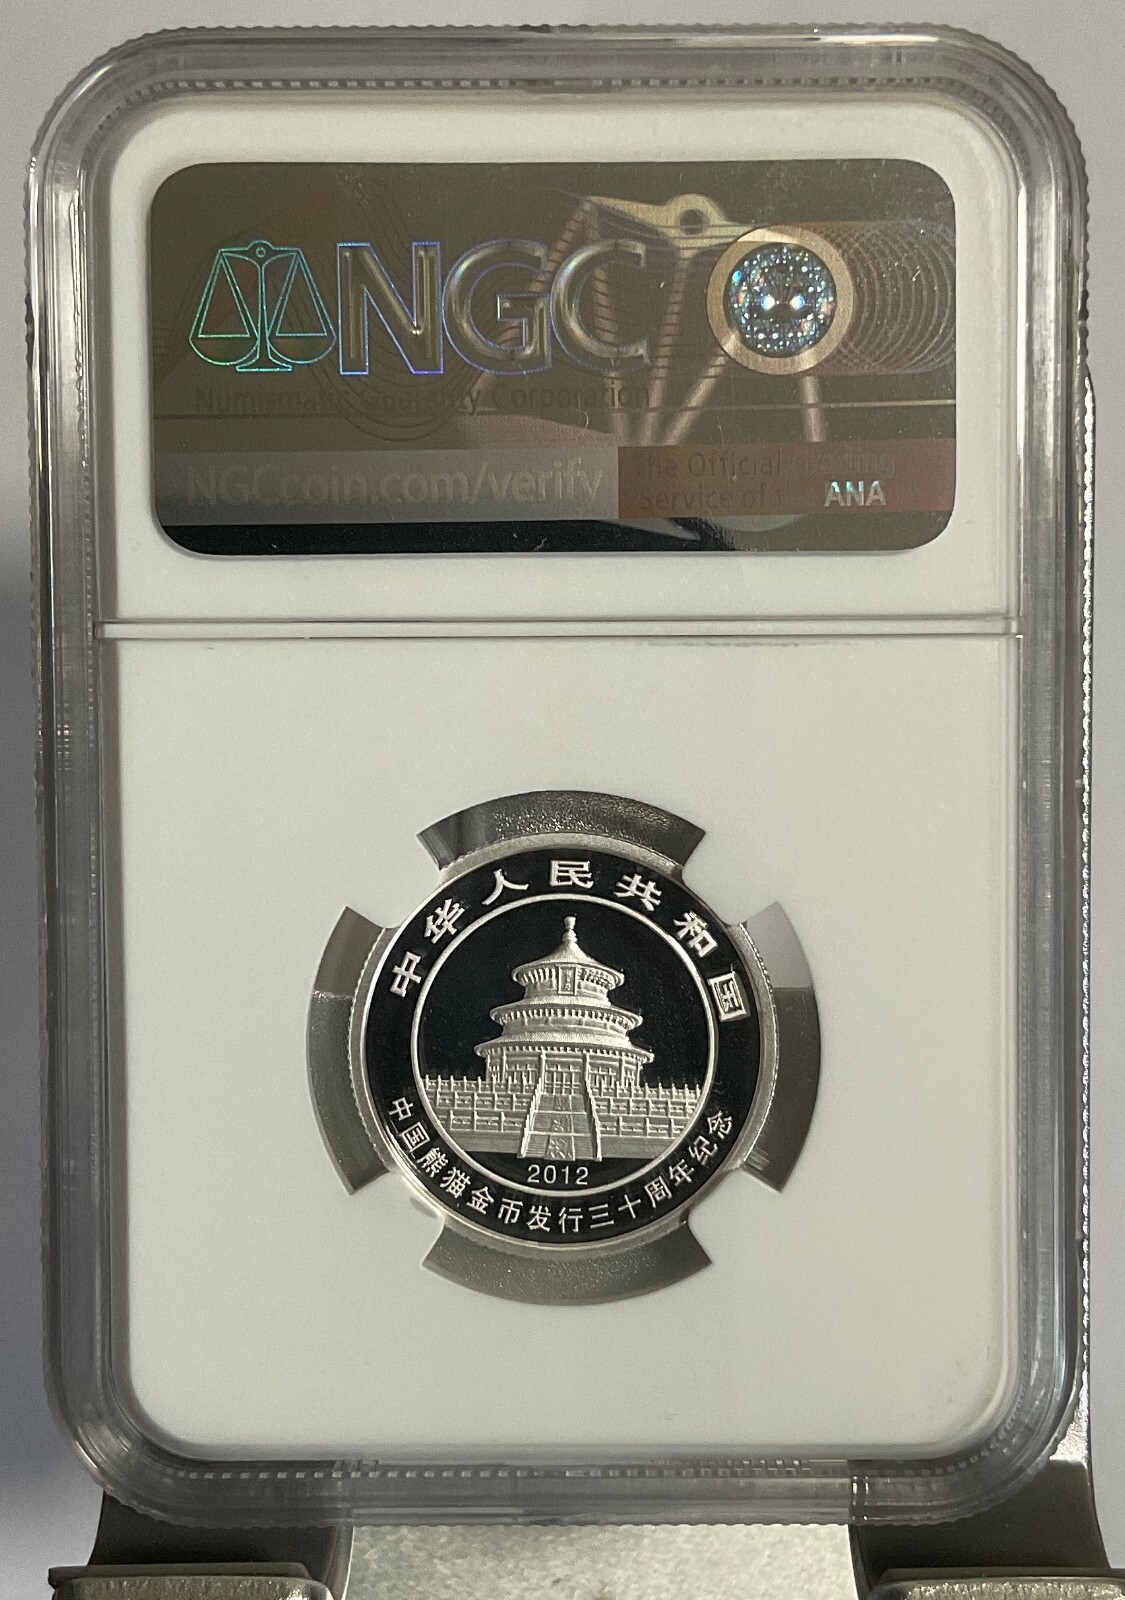 NGC
Numismatic Guaranty Corporation
NGCcoin.com/verify
The Official Grading
Service of the ANA
中华人民共和国
2012
中国熊猫金币发行三十周年纪念